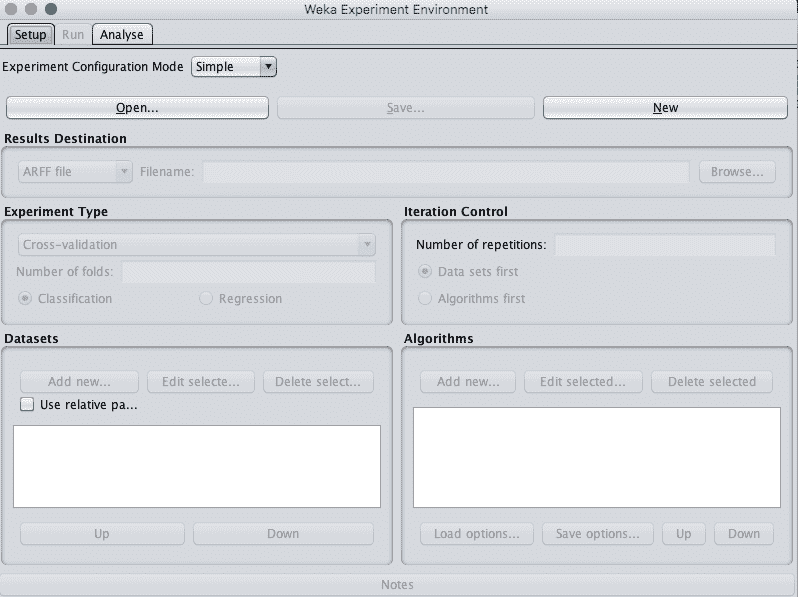 Weka Experiment Environment
Setup Run Analyse
Experiment Configuration Mode Simple
Open... Save... New
Results Destination
ARFF file Filename: Browse...
Experiment Type Iteration Control
Cross-validation Number of repetitions:
Number of folds: Data sets first
Classification Regression Algorithms first
Datasets Algorithms
Add new... Edit selecte... Delete select... Add new... Edit selected... Delete selected
Use relative pa...
Up Down Load options... Save options... Up Down
Notes